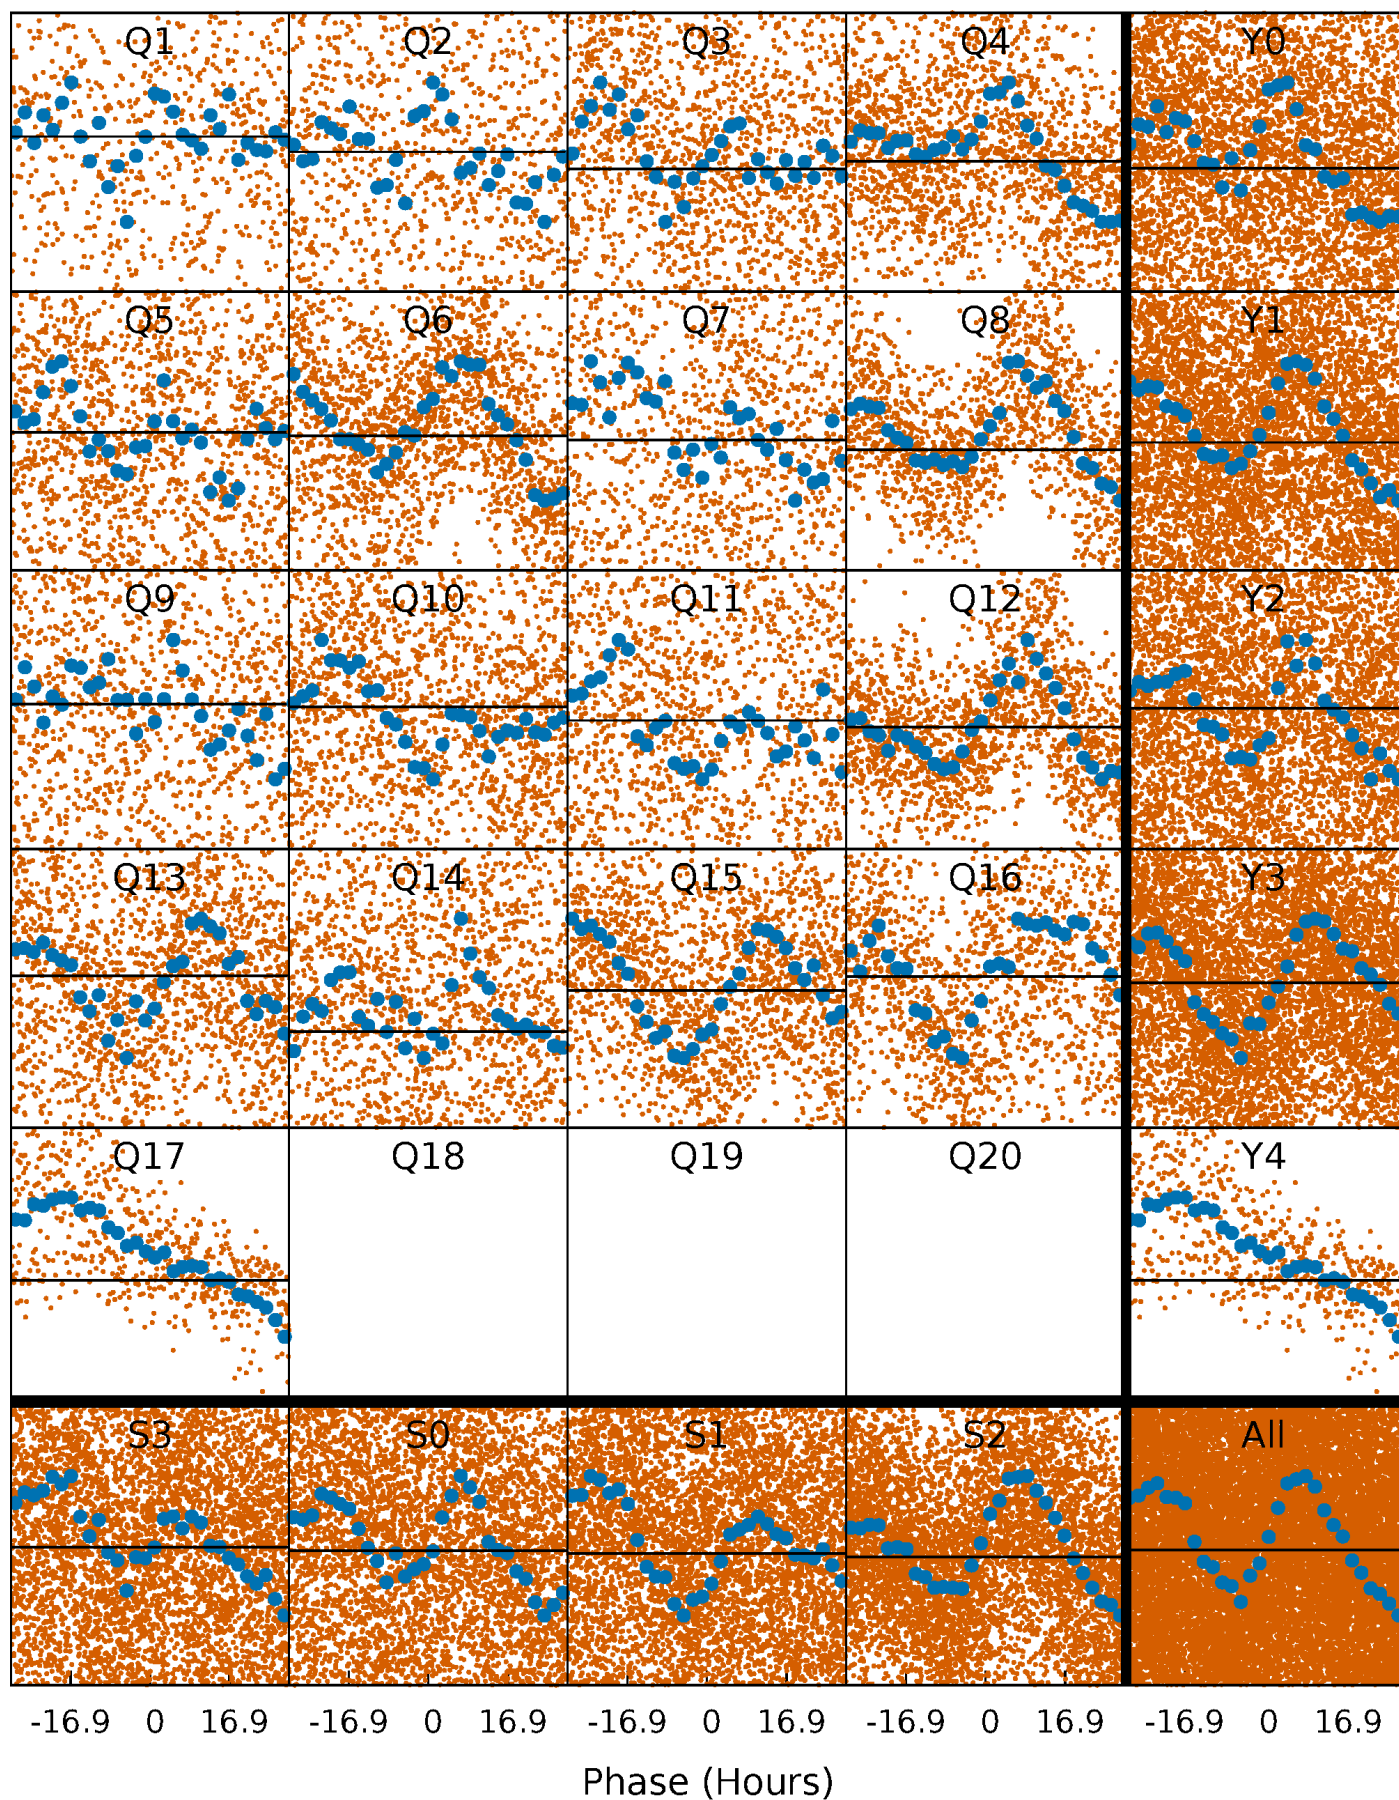 Q1 Q2 Q3 Q4 Y0
Q5 Q6 Q7 Q8 Y1
Q9 Q10 Q11 Q12 Y2
Q13 Q14 Q15 Q16 Y3
Q17 Q18 Q19 Q20 Y4
S3 S0 S1 S2 All
-16.9 0 16.9 -16.9 0 16.9 -16.9 0 16.9 -16.9 0 16.9 -16.9 0 16.9
Phase (Hours)